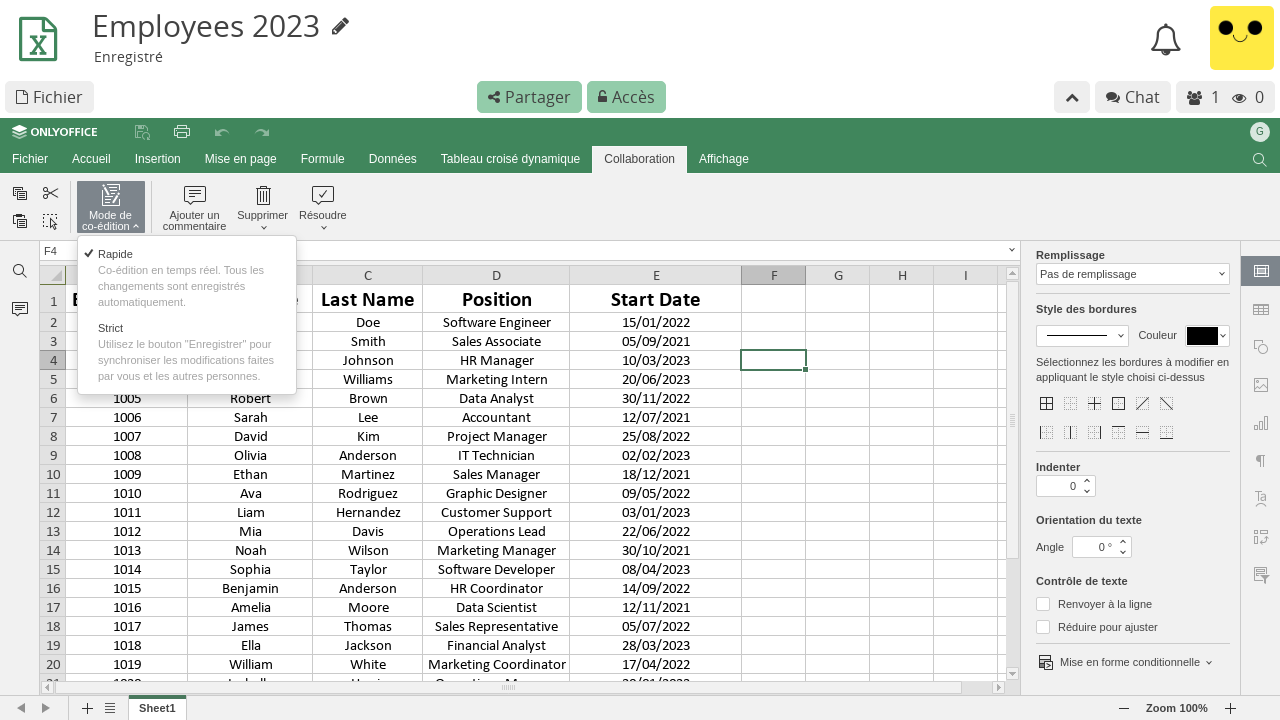 Employees 2023
Enregistré
Fichier
Partager
Accès
Chat
1
0
ONLYOFFICE
G
Fichier Accueil Insertion Mise en page Formule Données Tableau croisé dynamique Collaboration Affichage
Mode de
co-édition
Ajouter un
commentaire
Supprimer
Résoudre
F4
Rapide
Co-édition en temps réel. Tous les
changements sont enregistrés
automatiquement.
Strict
Utilisez le bouton "Enregistrer" pour
synchroniser les modifications faites
par vous et les autres personnes.
C D E F G H I
1 Last Name Position Start Date
2 Doe Software Engineer 15/01/2022
3 Smith Sales Associate 05/09/2021
4 Johnson HR Manager 10/03/2023
5 Williams Marketing Intern 20/06/2023
6 1005 Robert Brown Data Analyst 30/11/2022
7 1006 Sarah Lee Accountant 12/07/2021
8 1007 David Kim Project Manager 25/08/2022
9 1008 Olivia Anderson IT Technician 02/02/2023
10 1009 Ethan Martinez Sales Manager 18/12/2021
11 1010 Ava Rodriguez Graphic Designer 09/05/2022
12 1011 Liam Hernandez Customer Support 03/01/2023
13 1012 Mia Davis Operations Lead 22/06/2022
14 1013 Noah Wilson Marketing Manager 30/10/2021
15 1014 Sophia Taylor Software Developer 08/04/2023
16 1015 Benjamin Anderson HR Coordinator 14/09/2022
17 1016 Amelia Moore Data Scientist 12/11/2021
18 1017 James Thomas Sales Representative 05/07/2022
19 1018 Ella Jackson Financial Analyst 28/03/2023
20 1019 William White Marketing Coordinator 17/04/2022
Remplissage
Pas de remplissage
Style des bordures
Couleur
Sélectionnez les bordures à modifier en
appliquant le style choisi ci-dessus
Indenter
0
Orientation du texte
Angle 0 °
Contrôle de texte
Renvoyer à la ligne
Réduire pour ajuster
Mise en forme conditionnelle
Sheet1
Zoom 100%